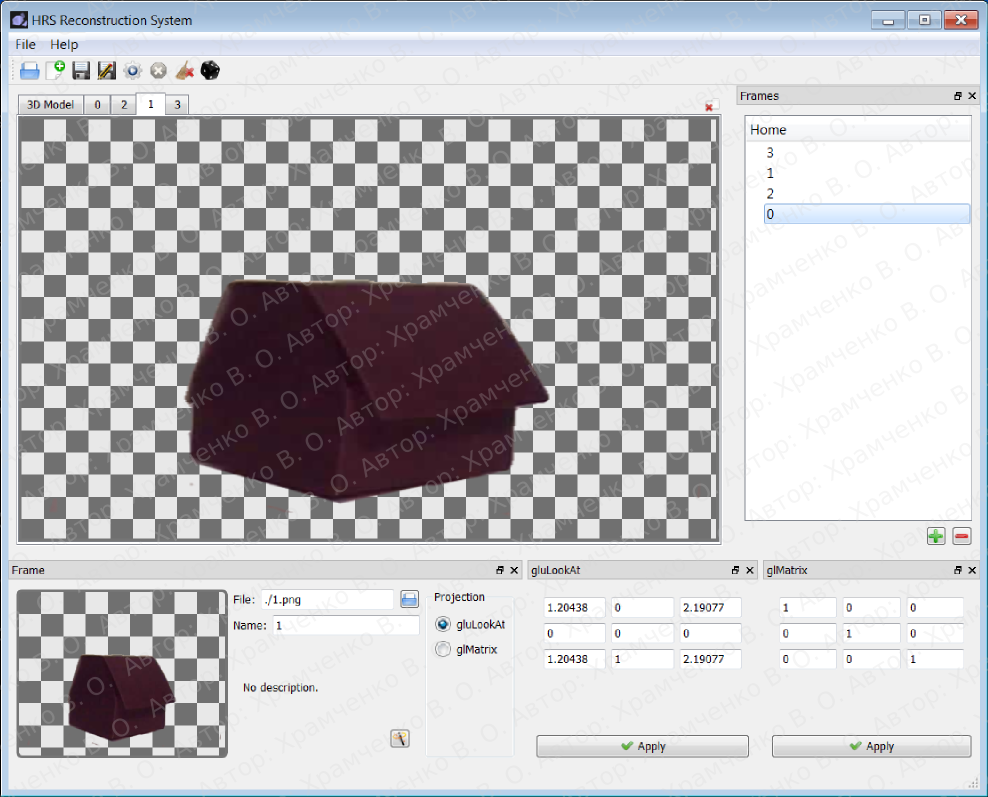 HRS Reconstruction System
File Help
3D Model 0 2 1 3
Frames
Home
3
1
2
0
Frame
File: ./1.png
Name: 1
No description.
Projection
gluLookAt
glMatrix
gluLookAt
1.20438 0 2.19077
0 0 0
1.20438 1 2.19077
Apply
glMatrix
1 0 0
0 1 0
0 0 1
Apply
Автор: Храмченко В. О.